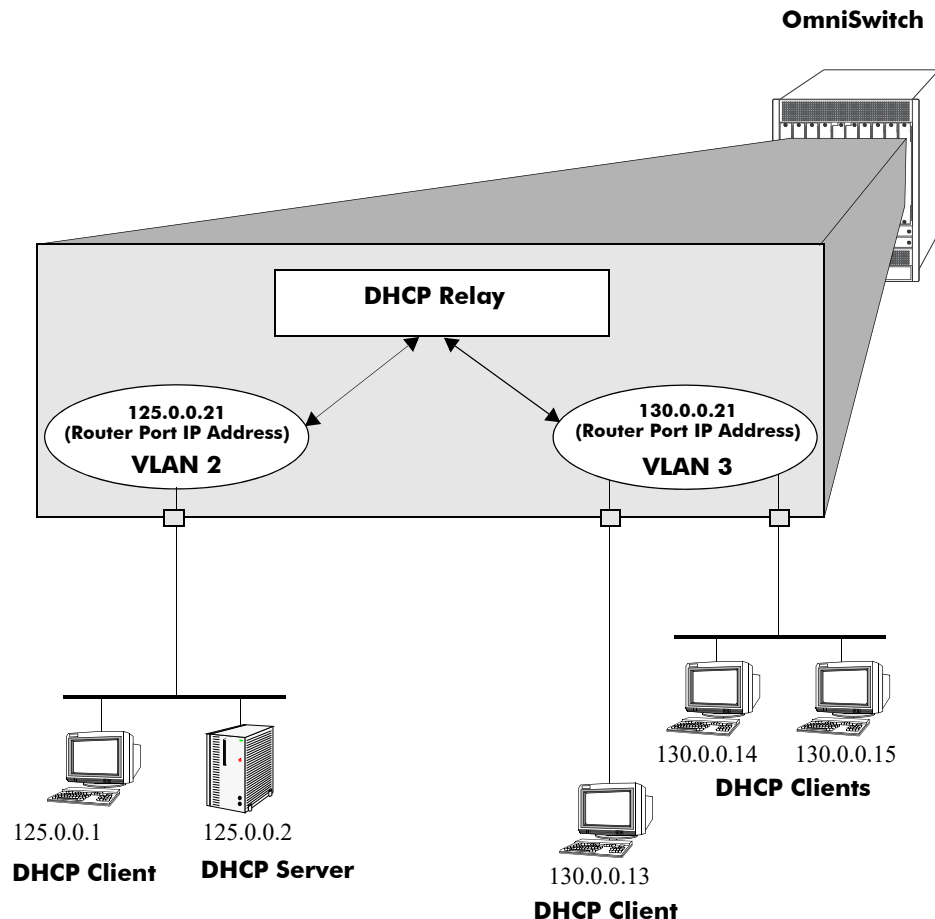 OmniSwitch
DHCP Relay
125.0.0.21
(Router Port IP Address)
VLAN 2
130.0.0.21
(Router Port IP Address)
VLAN 3
130.0.0.14
130.0.0.15
DHCP Clients
125.0.0.1
DHCP Client
125.0.0.2
DHCP Server
130.0.0.13
DHCP Client